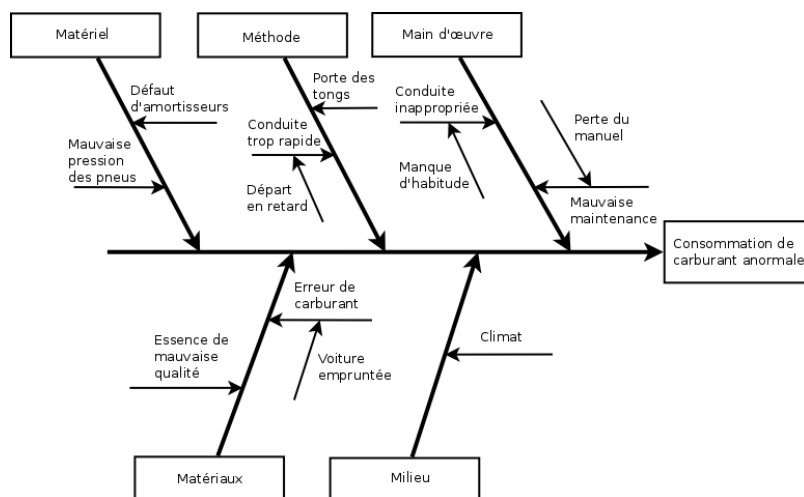 Matériel
Méthode
Main d'œuvre
Défaut
d'amortisseurs
Mauvaise
pression
des pneus
Porte des
tongs
Conduite
trop rapide
Départ
en retard
Conduite
inappropriée
Manque
d'habitude
Perte du
manuel
Mauvaise
maintenance
Consommation de
carburant anormale
Erreur de
carburant
Essence de
mauvaise
qualité
Voiture
empruntée
Climat
Matériaux
Milieu